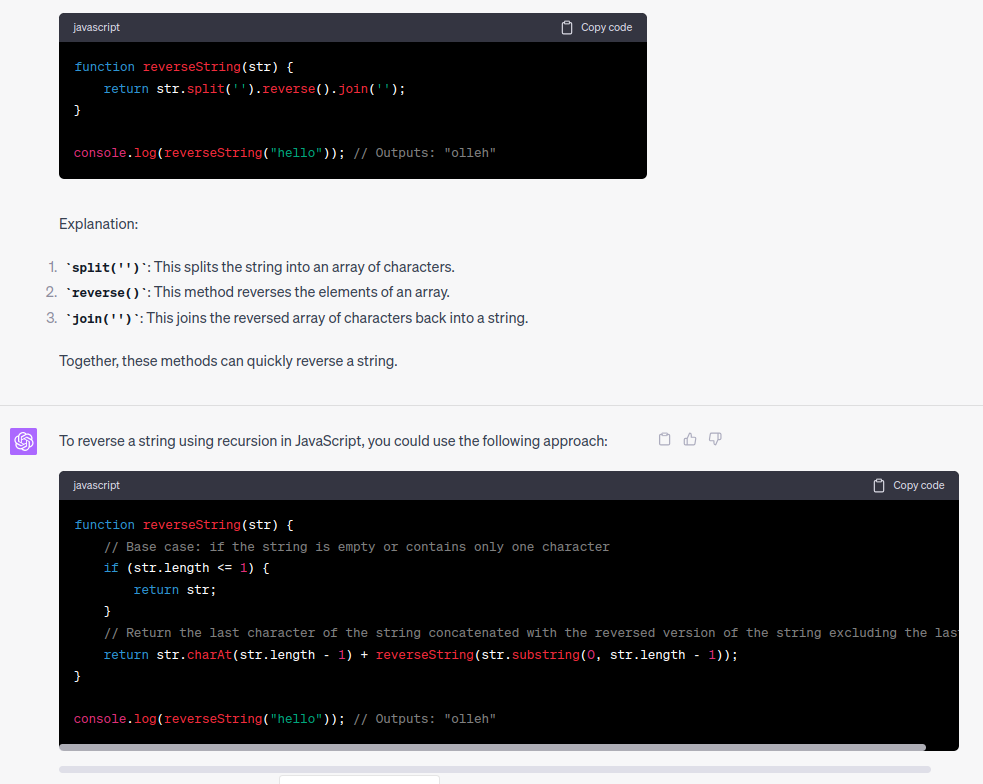 javascript
Copy code
function reverseString(str) {
    return str.split('').reverse().join('');
}
console.log(reverseString("hello")); // Outputs: "olleh"
Explanation:
1. `split('')`: This splits the string into an array of characters.
2. `reverse()`: This method reverses the elements of an array.
3. `join('')`: This joins the reversed array of characters back into a string.
Together, these methods can quickly reverse a string.
To reverse a string using recursion in JavaScript, you could use the following approach:
javascript
Copy code
function reverseString(str) {
    // Base case: if the string is empty or contains only one character
    if (str.length <= 1) {
        return str;
    }
    // Return the last character of the string concatenated with the reversed version of the string excluding the las
    return str.charAt(str.length - 1) + reverseString(str.substring(0, str.length - 1));
}
console.log(reverseString("hello")); // Outputs: "olleh"